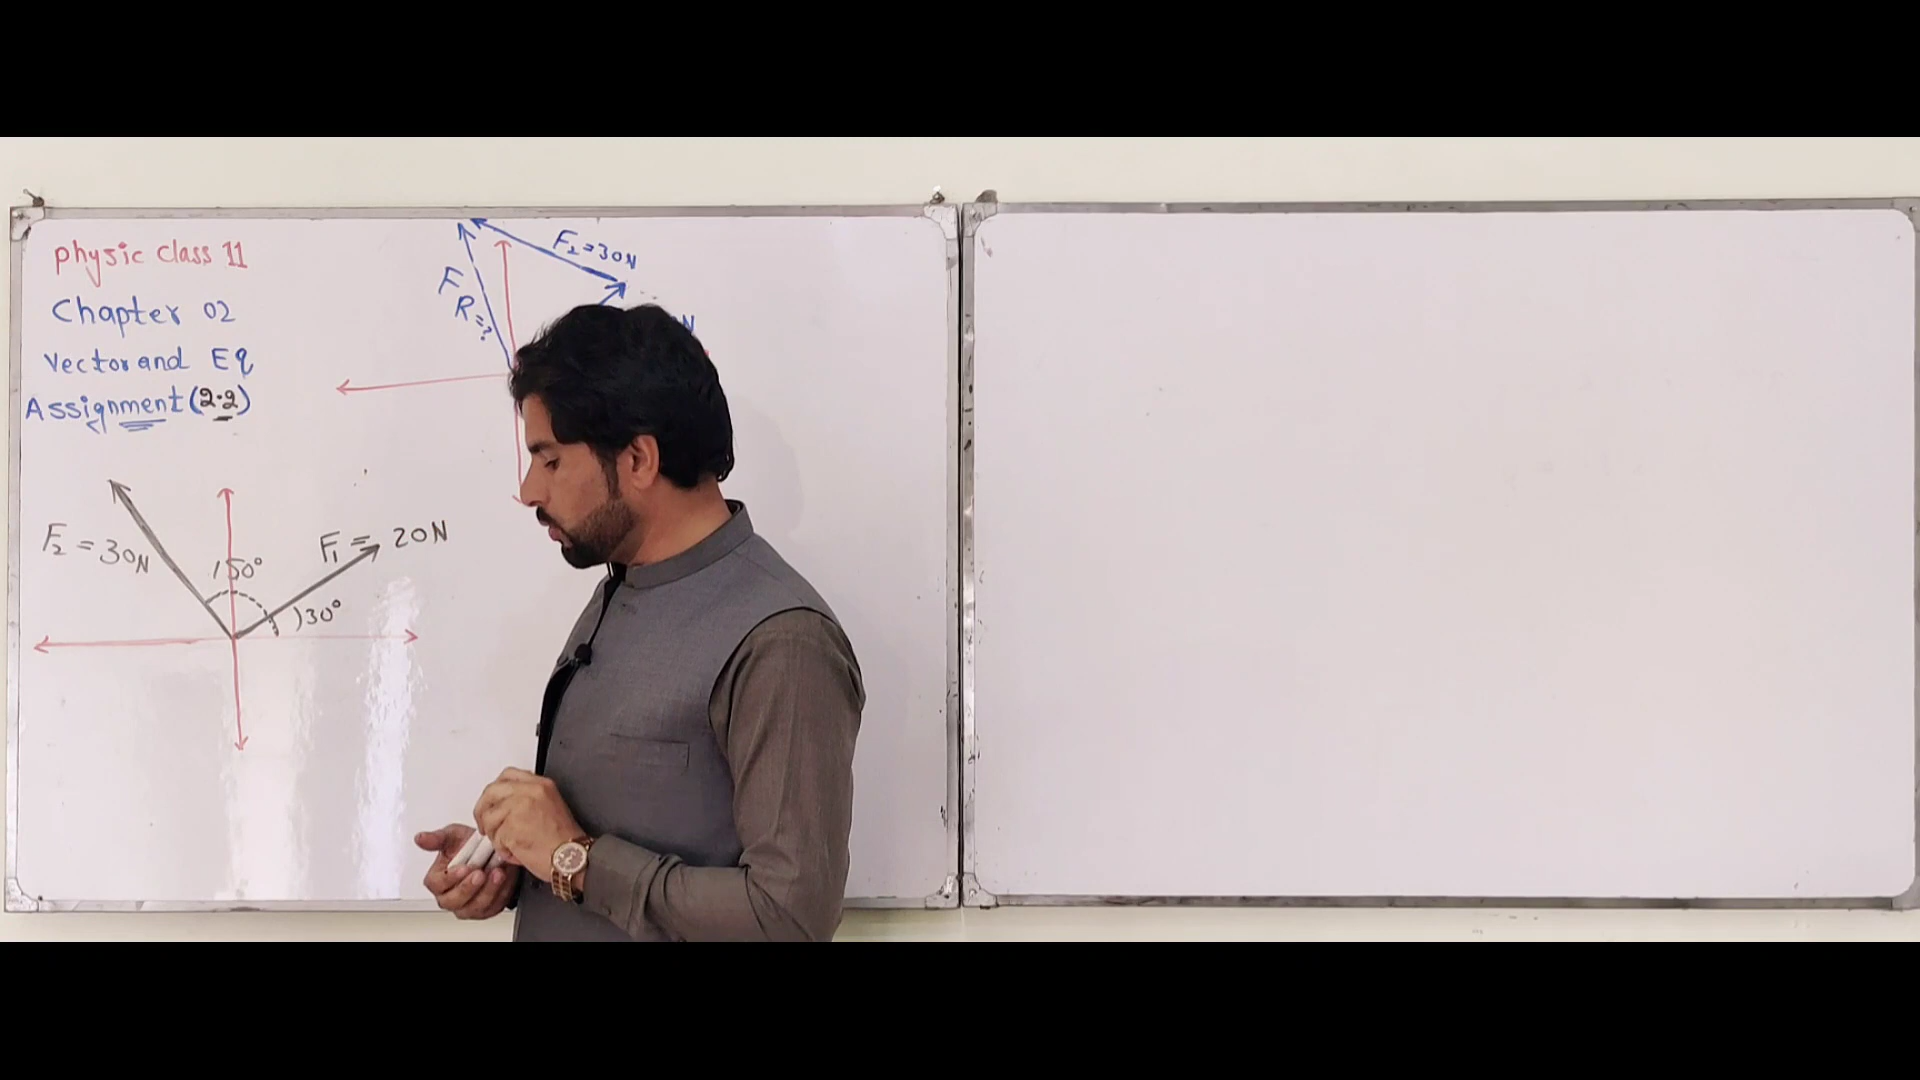 physic class 11
Chapter 02
Vector and Eq
Assignment (2.2)
F2=30N
F
R=?
N
F2 = 30N
150°
F1 = 20N
30°